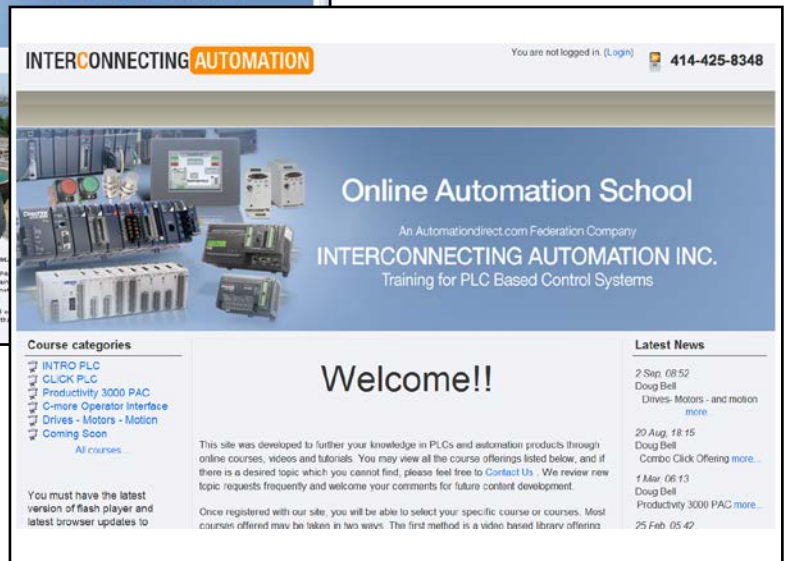 INTERCONNECTING AUTOMATION
You are not logged in. (Login)
414-425-8348
Online Automation School
An Automationdirect.com Federation Company
INTERCONNECTING AUTOMATION INC.
Training for PLC Based Control Systems
Course categories
INTRO PLC
CLICK PLC
Productivity 3000 PAC
C-more Operator Interface
Drives - Motors - Motion
Coming Soon
All courses ...
You must have the latest
version of flash player and
latest browser updates to
Welcome!!
This site was developed to further your knowledge in PLCs and automation products through
online courses, videos and tutorials. You may view all the course offerings listed below, and if
there is a desired topic which you cannot find, please feel free to Contact Us . We review new
topic requests frequently and welcome your comments for future content development.
Once registered with our site, you will be able to select your specific course or courses. Most
courses offered may be taken in two ways. The first method is a video based library offering
Latest News
2 Sep, 08:52
Doug Bell
Drives- Motors - and motion
more...
20 Aug, 18:15
Doug Bell
Combo Click Offering more...
1 Mar, 06:13
Doug Bell
Productivity 3000 PAC more...
25 Feb, 05:42